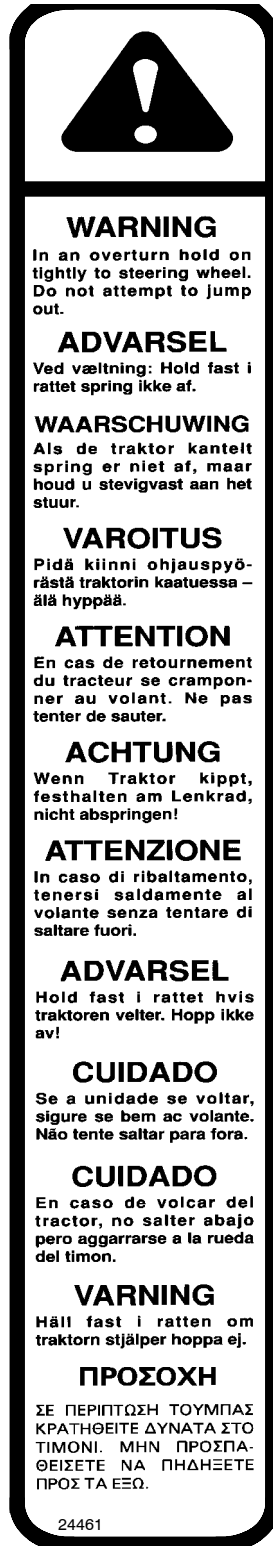 WARNING
In an overturn hold on
tightly to steering wheel.
Do not attempt to jump
out.
ADVARSEL
Ved væltning: Hold fast i
rattet spring ikke af.
WAARSCHUWING
Als de traktor kantelt
spring er niet af, maar
houd u stevigvast aan het
stuur.
VAROITUS
Pidä kiinni ohjauspyö-
rästä traktorin kaatuessa –
älä hyppää.
ATTENTION
En cas de retournement
du tracteur se crampon-
ner au volant. Ne pas
tenter de sauter.
ACHTUNG
Wenn Traktor kippt,
festhalten am Lenkrad,
nicht abspringen!
ATTENZIONE
In caso di ribaltamento,
tenersi saldamente al
volante senza tentare di
saltare fuori.
ADVARSEL
Hold fast i rattet hvis
traktoren velter. Hopp ikke
av!
CUIDADO
Se a unidade se voltar,
sigure se bem ac volante.
Não tente saltar para fora.
CUIDADO
En caso de volcar del
tractor, no salter abajo
pero aggarrarse a la rueda
del timon.
VARNING
Häll fast i ratten om
traktorn stjälper hoppa ej.
ΠΡΟΣΟΧΗ
ΣΕ ΠΕΡΙΠΤΩΣΗ ΤΟΥΜΠΑΣ
ΚΡΑΤΗΘΕΙΤΕ ΔΥΝΑΤΑ ΣΤΟ
ΤΙΜΟΝΙ. ΜΗΝ ΠΡΟΣΠΑ-
ΘΕΙΣΕΤΕ ΝΑ ΠΗΔΗΞΕΤΕ
ΠΡΟΣ ΤΑ ΕΞΩ.
24461